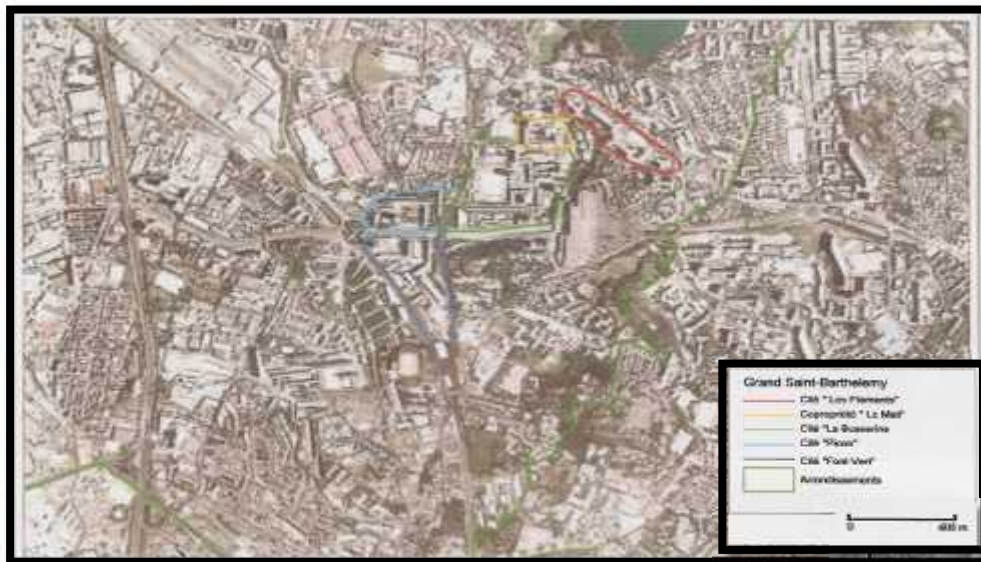 Grand Saint-Barthelemy
Cité "Les Flamants"
Copropriété "Le Mail"
Cité "La Busserine
Cité "Picon"
Cité "Font Vert"
Arrondissements
0 400 m